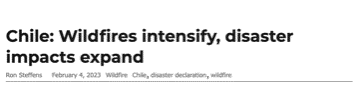 Chile: Wildfires intensify, disaster
impacts expand
Ron Steffens February 4, 2023 Wildfire Chile, disaster declaration, wildfire